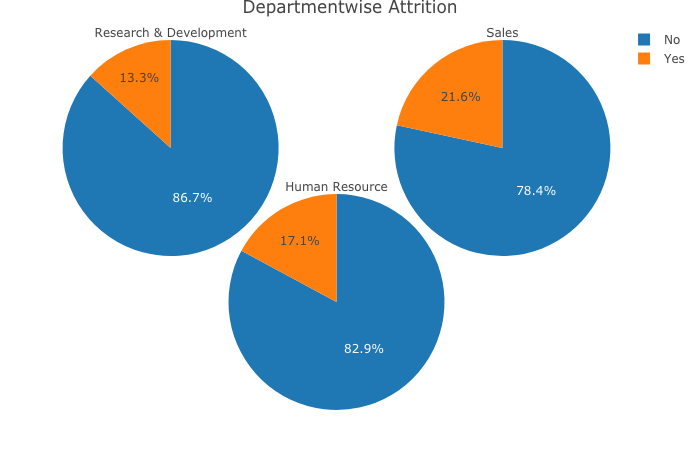 Departmentwise Attrition
Research & Development
Sales
No
Yes
13.3%
86.7%
21.6%
78.4%
Human Resource
17.1%
82.9%